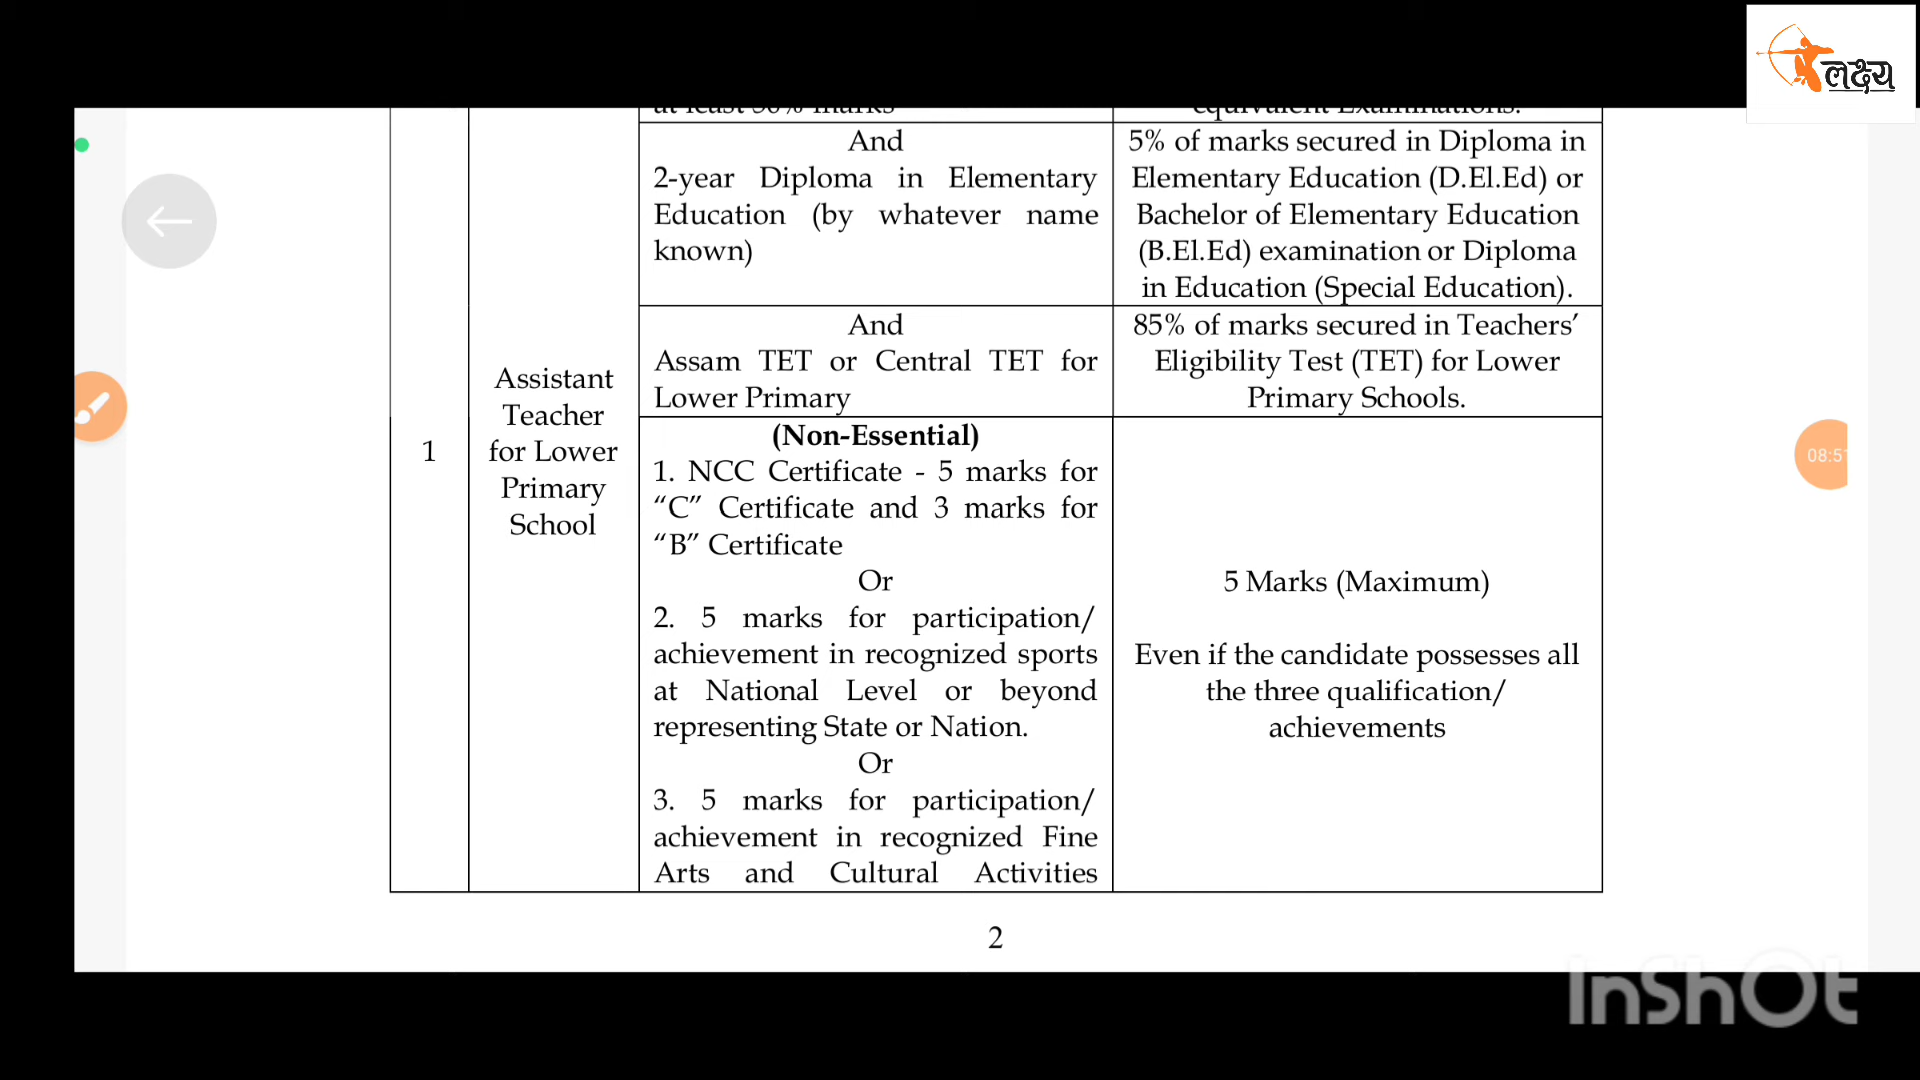 लक्ष्य
at least 50% marks
equivalent Examinations.
And
2-year Diploma in Elementary
Education (by whatever name
known)
5% of marks secured in Diploma in
Elementary Education (D.El.Ed) or
Bachelor of Elementary Education
(B.El.Ed) examination or Diploma
in Education (Special Education).
And
Assam TET or Central TET for
Lower Primary
85% of marks secured in Teachers’
Eligibility Test (TET) for Lower
Primary Schools.
1
Assistant
Teacher
for Lower
Primary
School
(Non-Essential)
1. NCC Certificate - 5 marks for
“C” Certificate and 3 marks for
“B” Certificate
Or
2. 5 marks for participation/
achievement in recognized sports
at National Level or beyond
representing State or Nation.
Or
3. 5 marks for participation/
achievement in recognized Fine
Arts and Cultural Activities
5 Marks (Maximum)
Even if the candidate possesses all
the three qualification/
achievements
2
InShOt